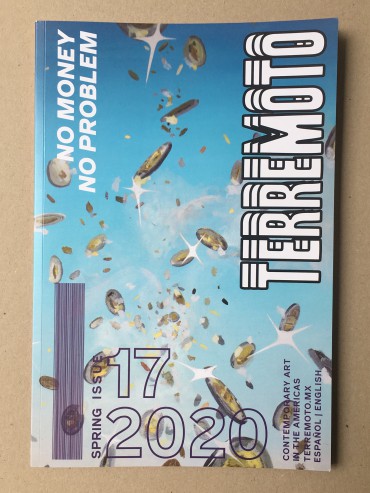 NO MONEY
NO PROBLEM
TERREMOTO
SPRING ISSUE
17
2020
CONTEMPORARY ART
IN THE AMERICAS
TERREMOTO.MX
ESPAÑOL | ENGLISH